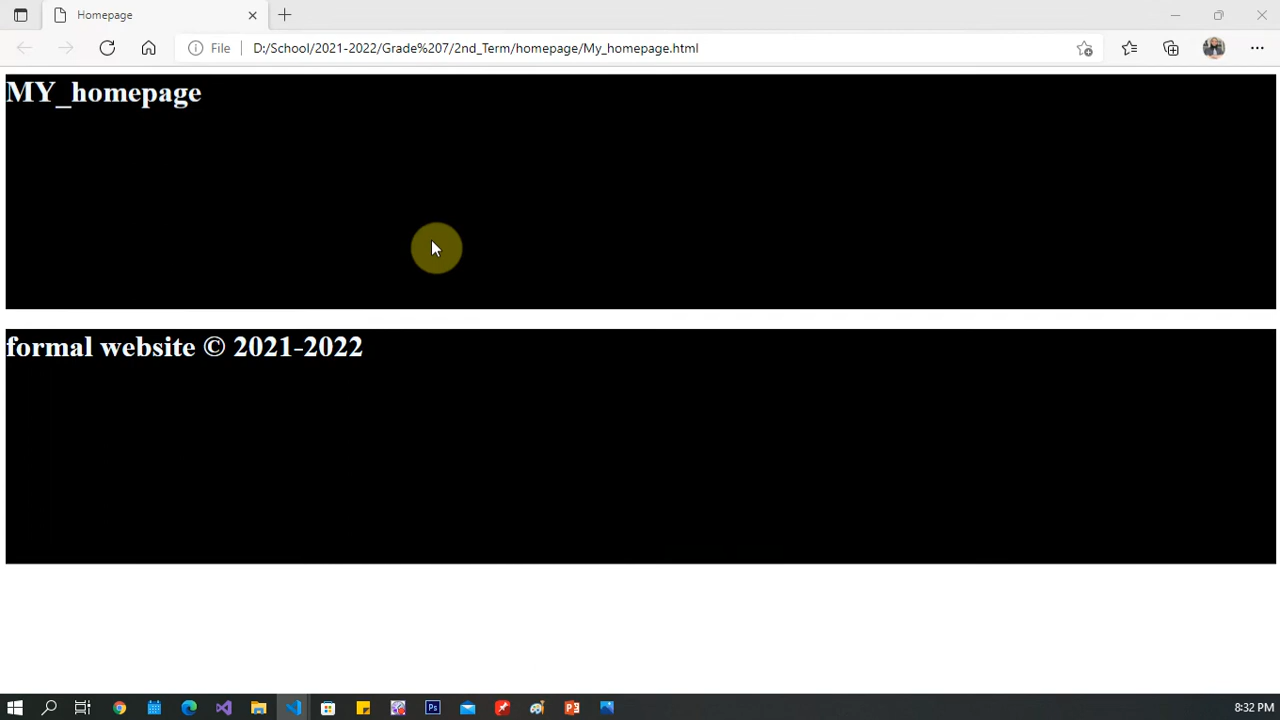 Homepage
File D:/School/2021-2022/Grade%207/2nd_Term/homepage/My_homepage.html
MY_homepage
formal website © 2021-2022
Ps
8:32 PM